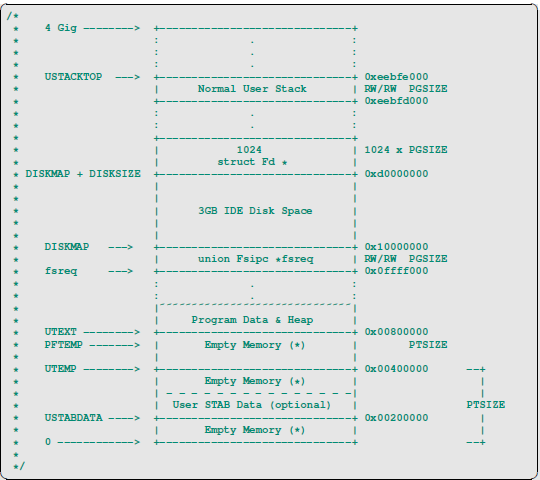 /*
 *    4 Gig -------->  +------------------------------+
 *                     :              .               :
 *                     :              .               :
 *                     :              .               :
 *    USTACKTOP  --->  +------------------------------+ 0xeebfe000
 *                     |      Normal User Stack       | RW/RW  PGSIZE
 *                     +------------------------------+ 0xeebfd000
 *                     :              .               :
 *                     :              .               :
 *                     +------------------------------+
 *                     |            1024              | 1024 x PGSIZE
 *                     |         struct Fd *          |
 * DISKMAP + DISKSIZE  +------------------------------+ 0xd0000000
 *                     |                              |
 *                     |                              |
 *                     |      3GB IDE Disk Space      |
 *                     |                              |
 *                     |                              |
 *    DISKMAP   --->   +------------------------------+ 0x10000000
 *                     |      union Fsipc *fsreq      | RW/RW  PGSIZE
 *    fsreq     --->   +------------------------------+ 0x0ffff000
 *                     :              .               :
 *                     :              .               :
 *                     |~~~~~~~~~~~~~~~~~~~~~~~~~~~~~~|
 *                     |     Program Data & Heap      |
 *    UTEXT -------->  +------------------------------+ 0x00800000
 *    PFTEMP ------->  |       Empty Memory (*)       |        PTSIZE
 *                     |                              |
 *    UTEMP -------->  +------------------------------+ 0x00400000      --+
 *                     |       Empty Memory (*)       |                   |
 *                     | - - - - - - - - - - - - - - -|                   |
 *                     |  User STAB Data (optional)   |                 PTSIZE
 *    USTABDATA ---->  +------------------------------+ 0x00200000        |
 *                     |       Empty Memory (*)       |                   |
 *    0 ------------>  +------------------------------+                 --+
 *
 */